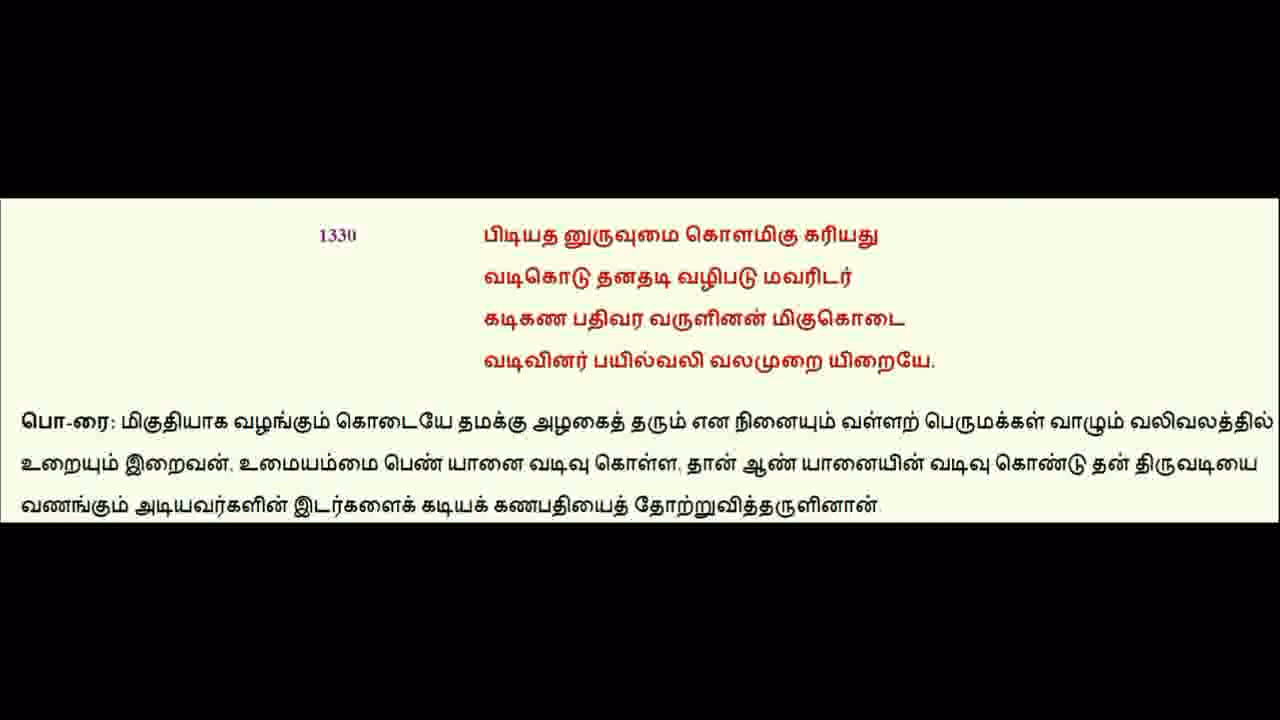 1330 பிடியத னுருவுமை கொளமிகு கரியது
வடிகொடு தனதடி வழிபடு மவரிடர்
கடிகண பதிவர வருளினன் மிகுகொடை
வடிவினர் பயில்வலி வலமுறை யிறையே.
பொ-ரை: மிகுதியாக வழங்கும் கொடையே தமக்கு அழகைத் தரும் என நினையும் வள்ளற் பெருமக்கள் வாழும் வலிவலத்தில்
உறையும் இறைவன், உமையம்மை பெண் யானை வடிவு கொள்ள, தான் ஆண் யானையின் வடிவு கொண்டு தன் திருவடியை
வணங்கும் அடியவர்களின் இடர்களைக் கடியக் கணபதியைத் தோற்றுவித்தருளினான்